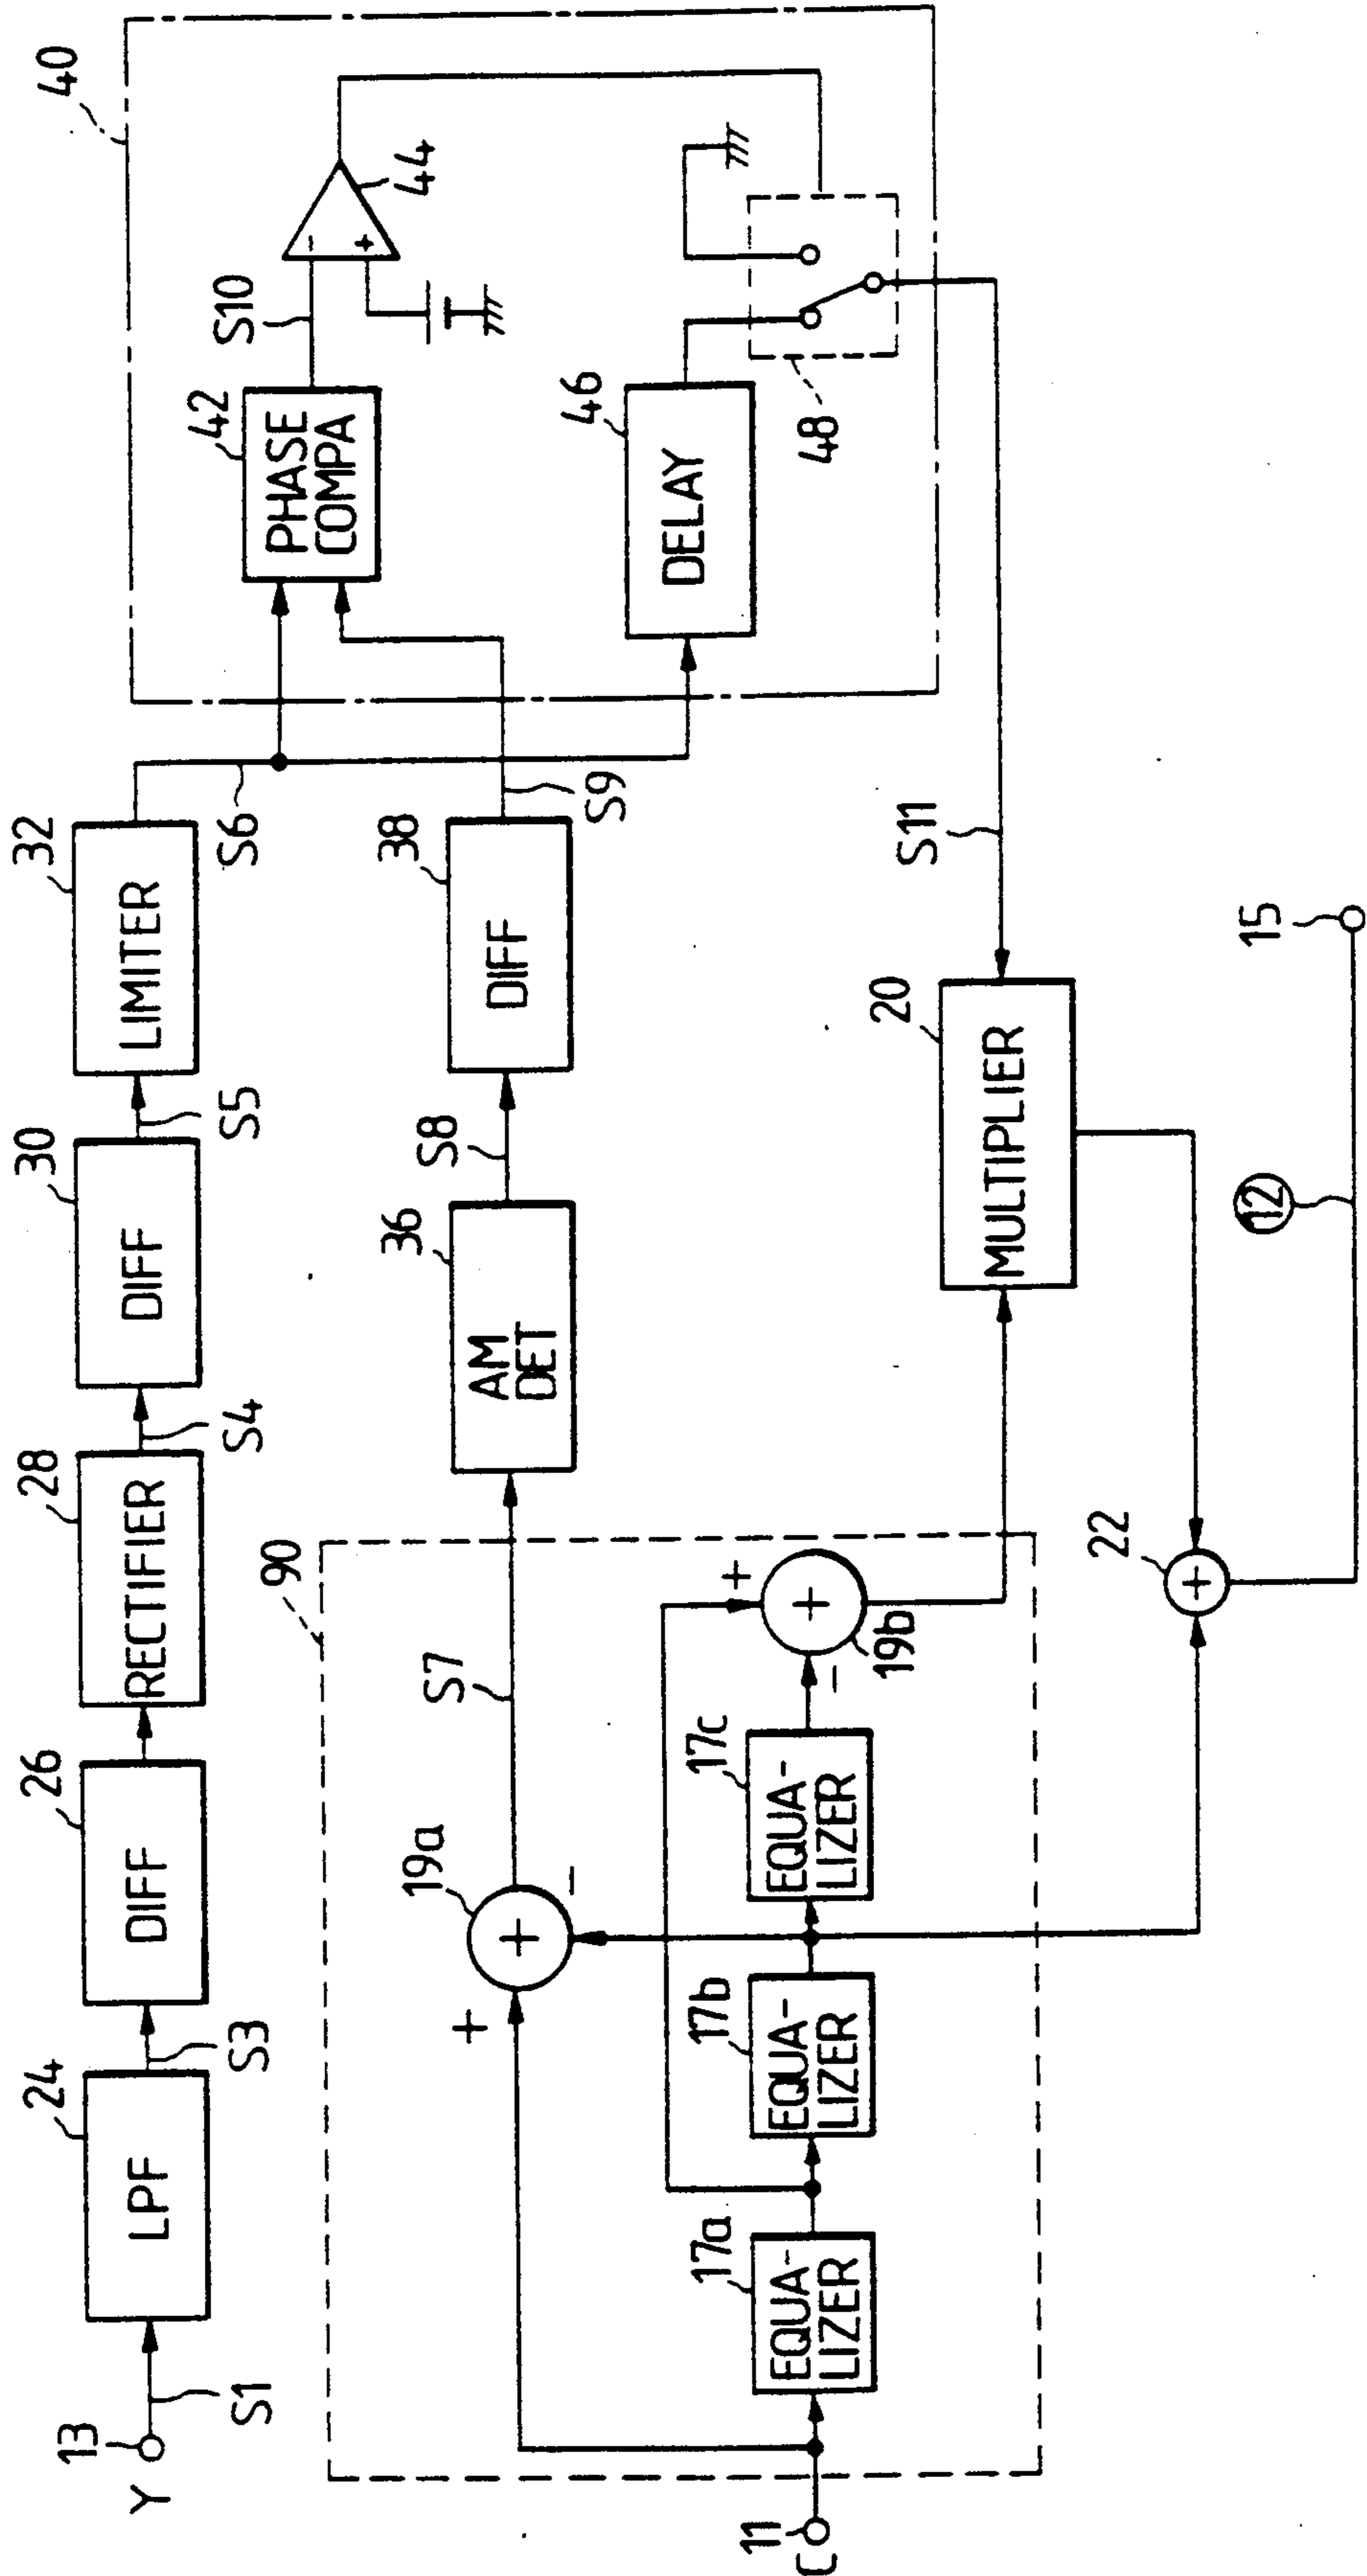 Y
13
S1
24
LPF
S3
26
DIFF
28
RECTIFIER
S4
30
DIFF
S5
32
LIMITER
S6
40
42
PHASE
COMPA
S10
-
+
44
46
DELAY
48
90
S7
19a
+
+
-
36
AM
DET
S8
38
DIFF
S9
C
11
17a
EQUA-
LIZER
17b
EQUA-
LIZER
17c
EQUA-
LIZER
+
+
-
19b
20
MULTIPLIER
S11
22
+
12
15